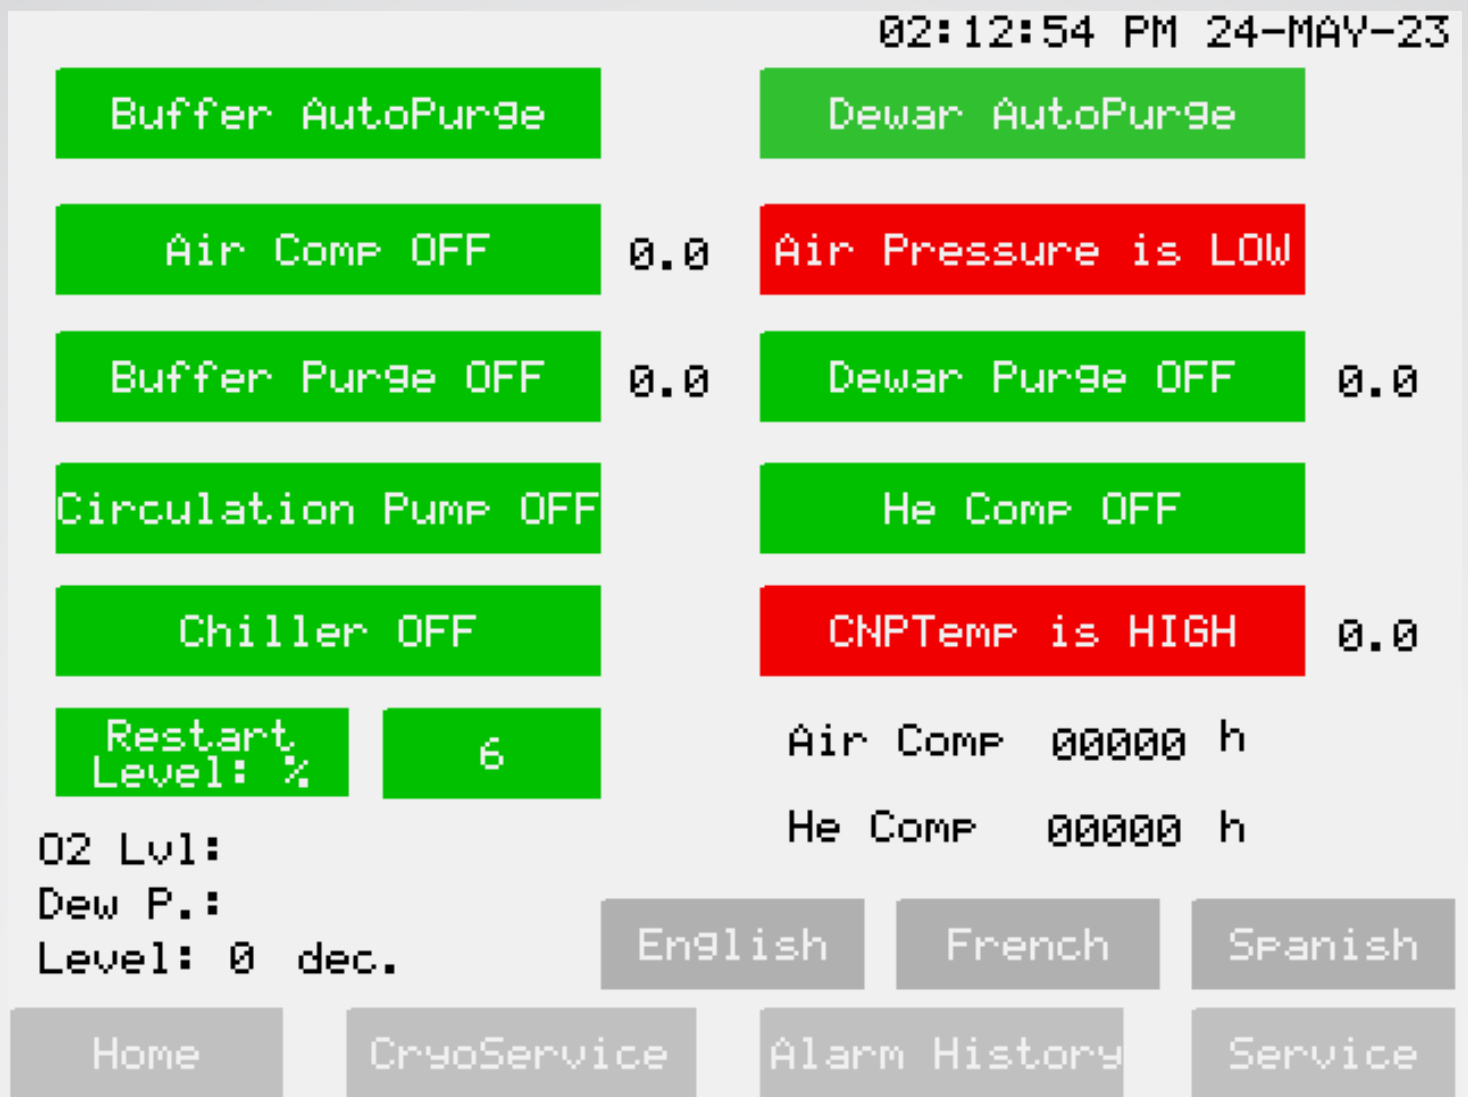 02:12:54 PM 24-MAY-23
Buffer AutoPurge
Dewar AutoPurge
Air Comp OFF
0.0
Air Pressure is LOW
Buffer Purge OFF
0.0
Dewar Purge OFF
0.0
Circulation Pump OFF
He Comp OFF
Chiller OFF
CNPTemp is HIGH
0.0
Restart
Level: %
6
Air Comp 00000 h
He Comp 00000 h
O2 Lvl:
Dew P.:
Level: 0 dec.
English
French
Spanish
Home
CryoService
Alarm History
Service